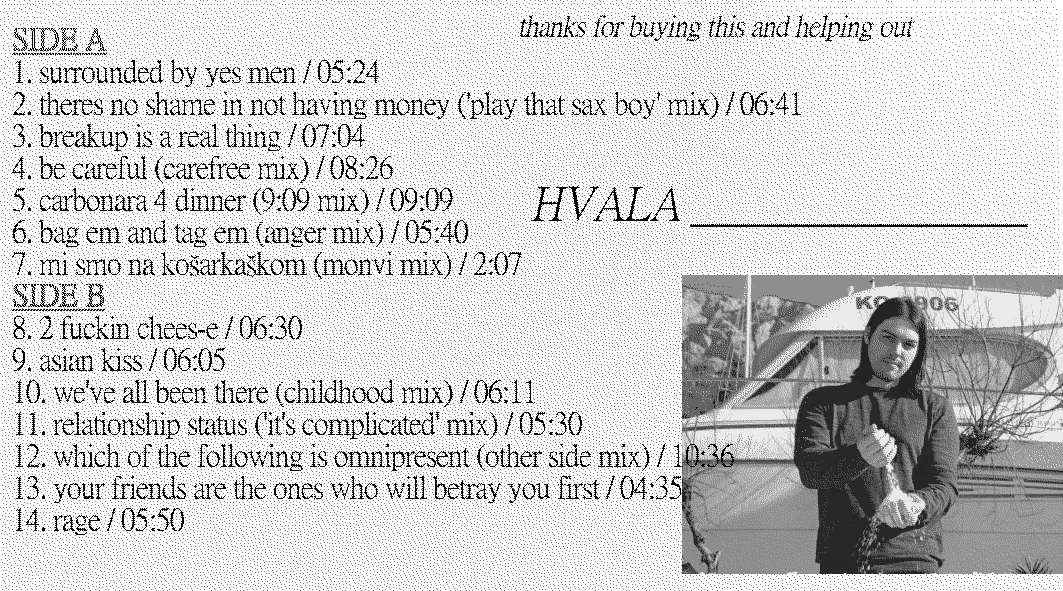 thanks for buying this and helping out
SIDE A
1. surrounded by yes men / 05:24
2. theres no shame in not having money ('play that sax boy' mix) / 06:41
3. breakup is a real thing / 07:04
4. be careful (carefree mix) / 08:26
5. carbonara 4 dinner (9:09 mix) / 09:09
6. bag em and tag em (anger mix) / 05:40
7. mi smo na košarkaškom (monvi mix) / 2:07
HVALA
SIDE B
8. 2 fuckin chees-e / 06:30
9. asian kiss / 06:05
10. we've all been there (childhood mix) / 06:11
11. relationship status ('it's complicated' mix) / 05:30
12. which of the following is omnipresent (other side mix) / 10:36
13. your friends are the ones who will betray you first / 04:35
14. rage / 05:50